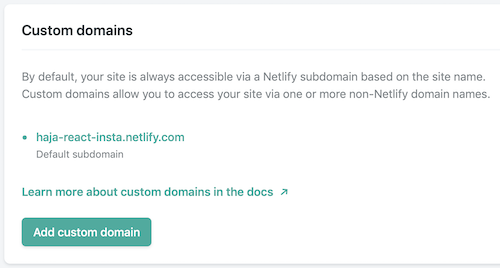 Custom domains
By default, your site is always accessible via a Netlify subdomain based on the site name.
Custom domains allow you to access your site via one or more non-Netlify domain names.
haja-react-insta.netlify.com
Default subdomain
Learn more about custom domains in the docs ↗
Add custom domain